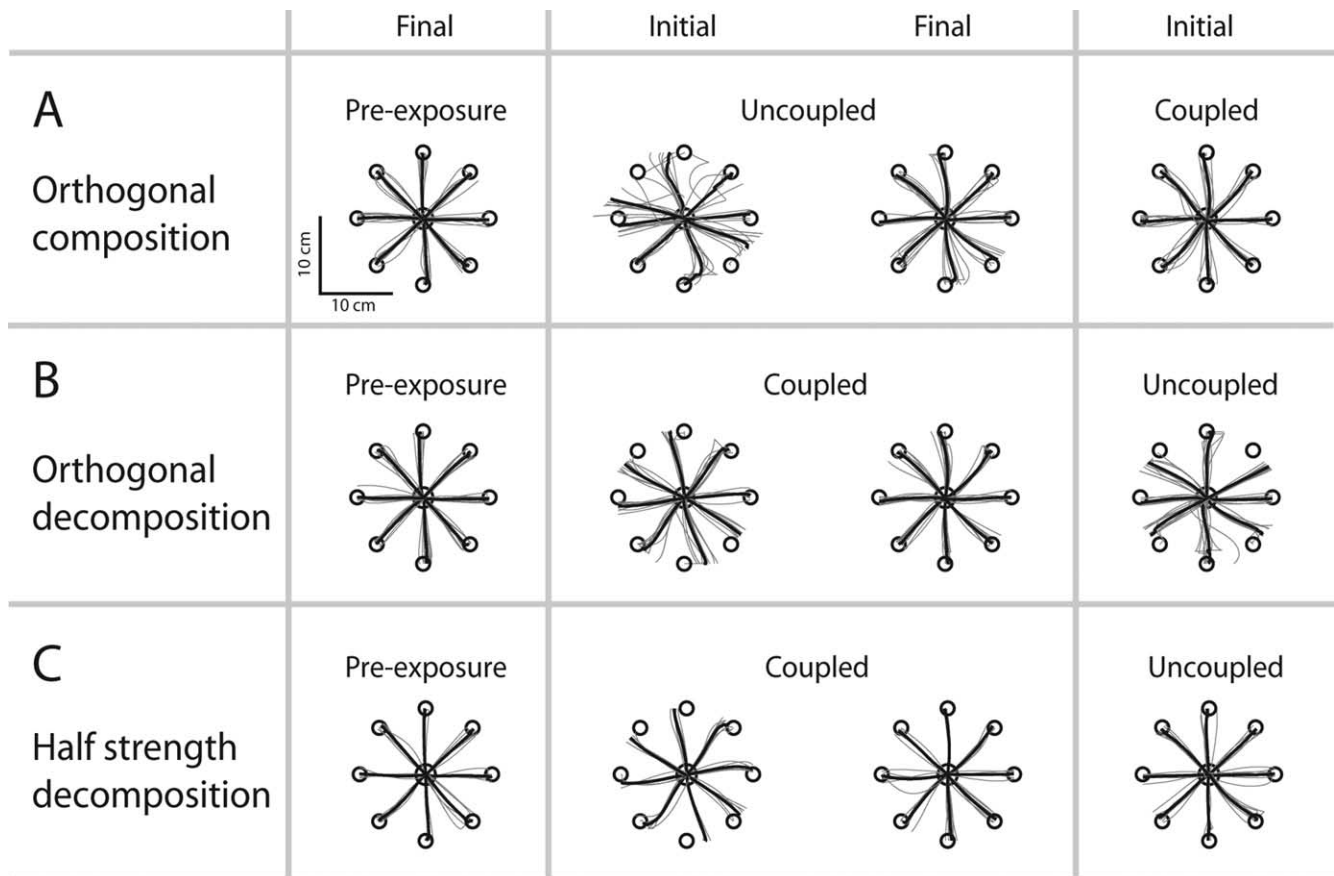 Final
Initial
Final
Initial
A
Orthogonal
composition
Pre-exposure
Uncoupled
Coupled
10 cm
10 cm
B
Orthogonal
decomposition
Pre-exposure
Coupled
Uncoupled
C
Half strength
decomposition
Pre-exposure
Coupled
Uncoupled